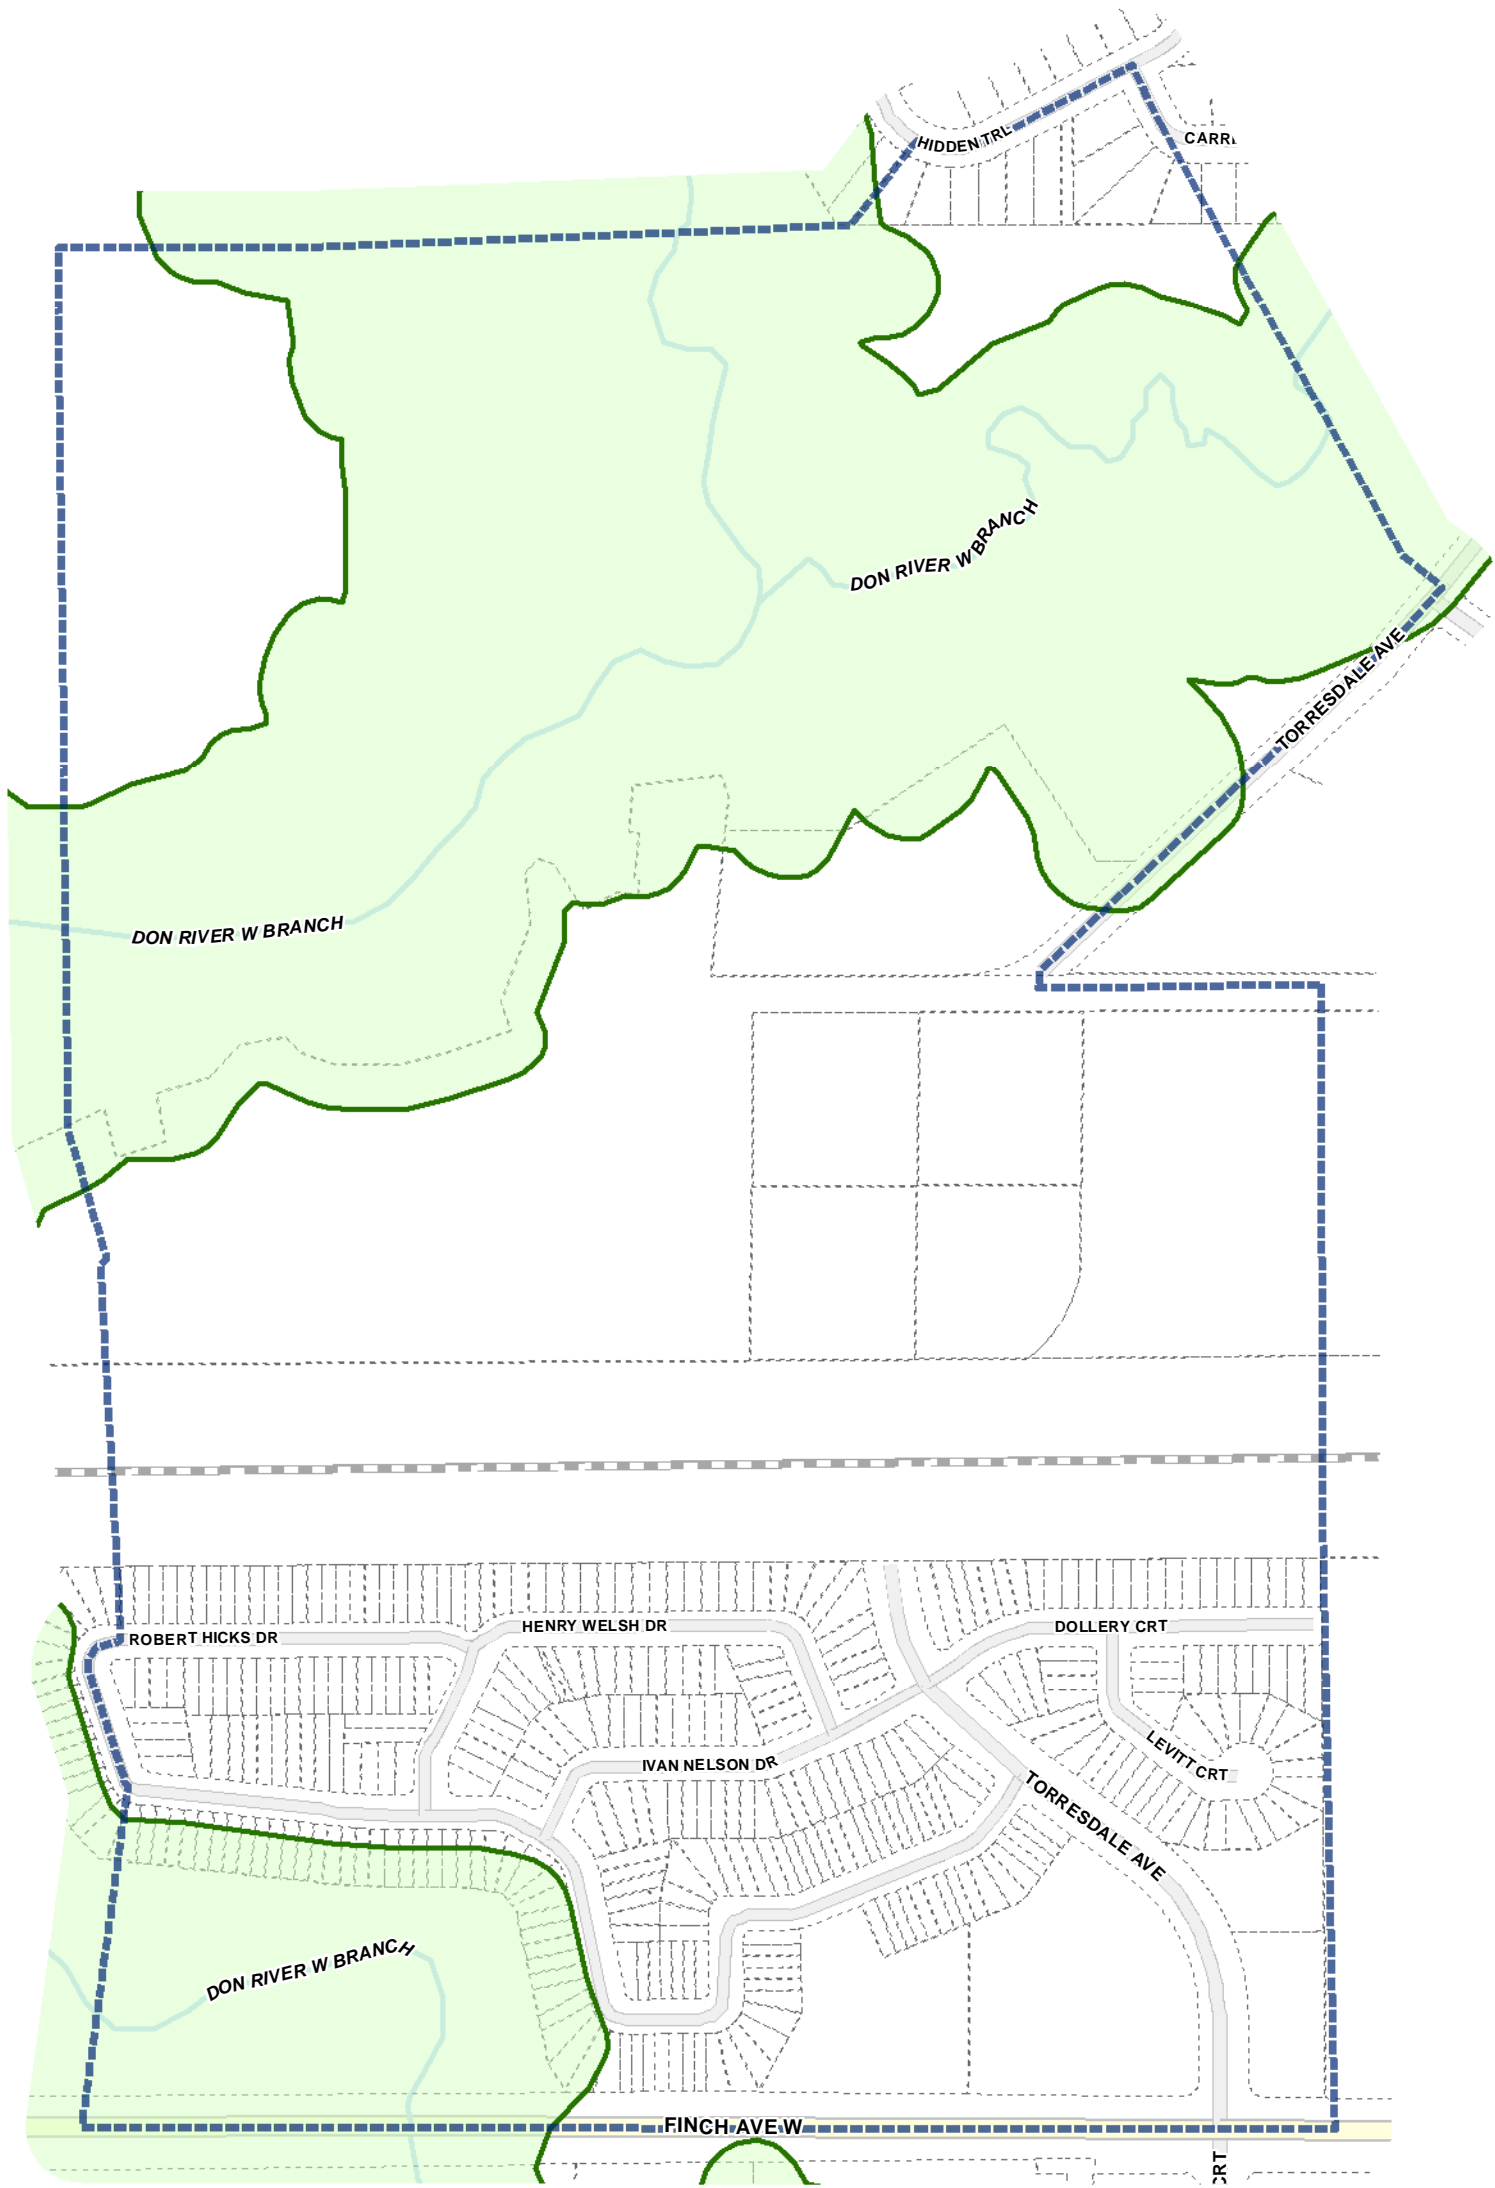 HIDDEN TRL
CARRI
DON RIVER W BRANCH
TORRESDALE AVE
DON RIVER W BRANCH
HENRY WELSH DR
DOLLERY CRT
ROBERT HICKS DR
LEVITT CRT
IVAN NELSON DR
TORRESDALE AVE
DON RIVER W BRANCH
FINCH AVE W
CRT